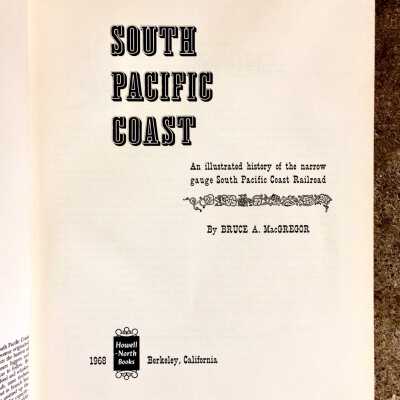 SOUTH
PACIFIC
COAST
An illustrated history of the narrow
gauge South Pacific Coast Railroad
By BRUCE A. MacGREGOR
1968 Howell -North Books Berkeley, California